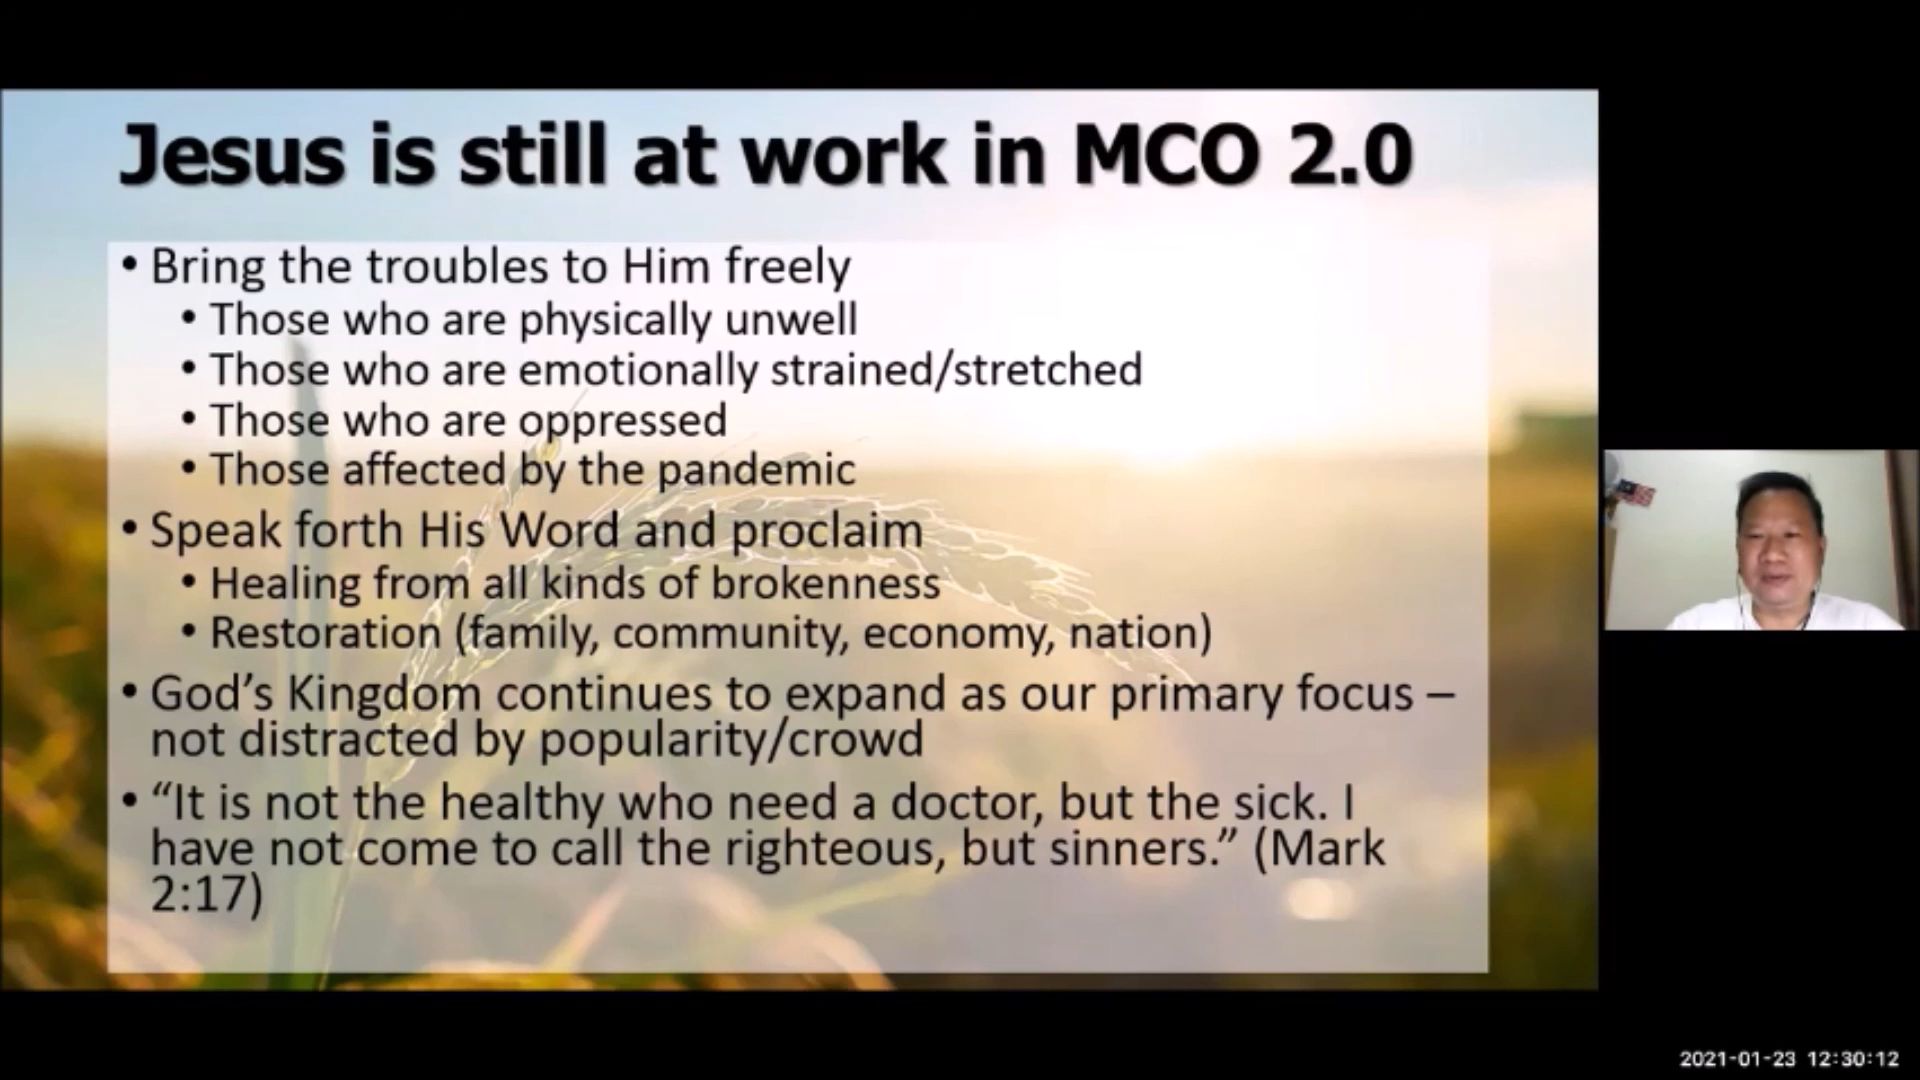 Jesus is still at work in MCO 2.0
• Bring the troubles to Him freely
• Those who are physically unwell
• Those who are emotionally strained/stretched
• Those who are oppressed
• Those affected by the pandemic
• Speak forth His Word and proclaim
• Healing from all kinds of brokenness
• Restoration (family, community, economy, nation)
• God’s Kingdom continues to expand as our primary focus –
not distracted by popularity/crowd
• “It is not the healthy who need a doctor, but the sick. I
have not come to call the righteous, but sinners.” (Mark
2:17)
2021-01-23 12:30:12